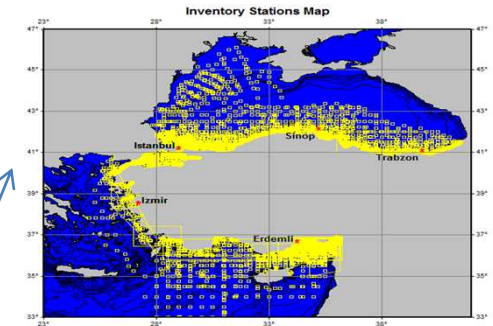 Inventory Stations Map
23° 28° 33° 38°
47° 47°
45° 45°
43° 43°
Sinop
Istanbul
41° Trabzon 41°
39° 39°
Izmir
37° 37°
Erdemli
35° 35°
33° 33°
23° 28° 33° 38°